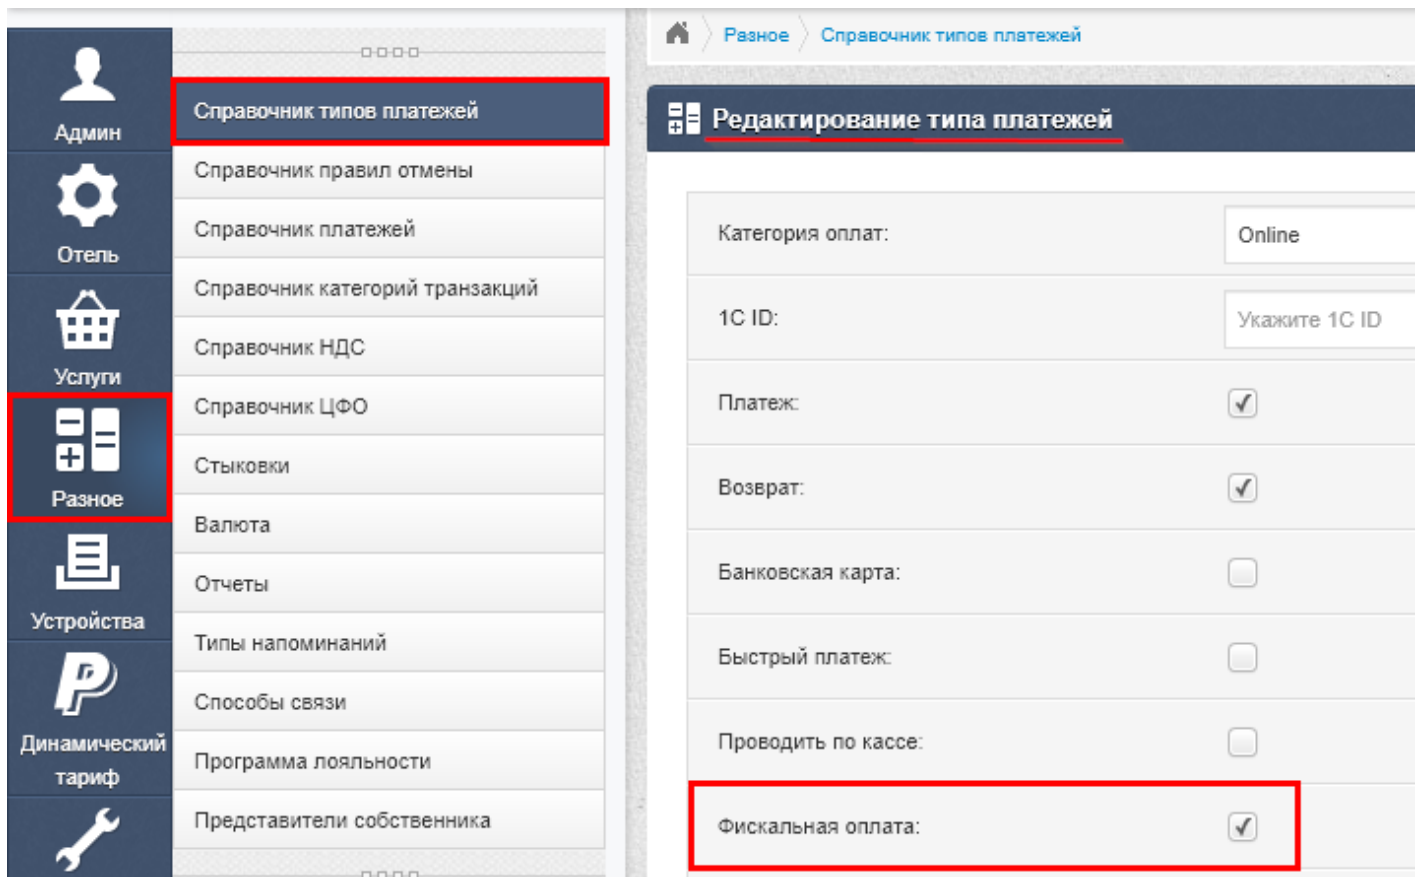 Админ
Отель
Услуги
Разное
Устройства
Динамический
тариф
Справочник типов платежей
Справочник правил отмены
Справочник платежей
Справочник категорий транзакций
Справочник НДС
Справочник ЦФО
Стыковки
Валюта
Отчеты
Типы напоминаний
Способы связи
Программа лояльности
Представители собственника
Разное Справочник типов платежей
Редактирование типа платежей
Категория оплат: Online
1C ID: Укажите 1C ID
Платеж:
Возврат:
Банковская карта:
Быстрый платеж:
Проводить по кассе:
Фискальная оплата: